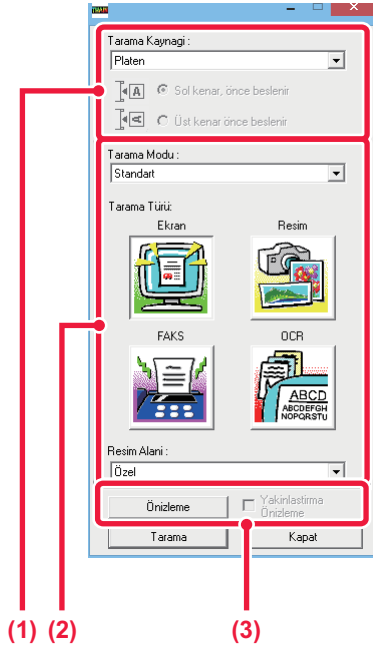 Tarama Kaynagi :
Platen
A
Sol kenar, önce beslenir
A
Üst kenar önce beslenir
Tarama Modu :
Standart
Tarama Türü:
Ekran
Resim
FAKS
OCR
ABCD
ABCDEFGH
NOPQRSTU
Resim Alani :
Özel
Önizleme
Yakinlastirma
Önizleme
Tarama
Kapat
(1)
(2)
(3)